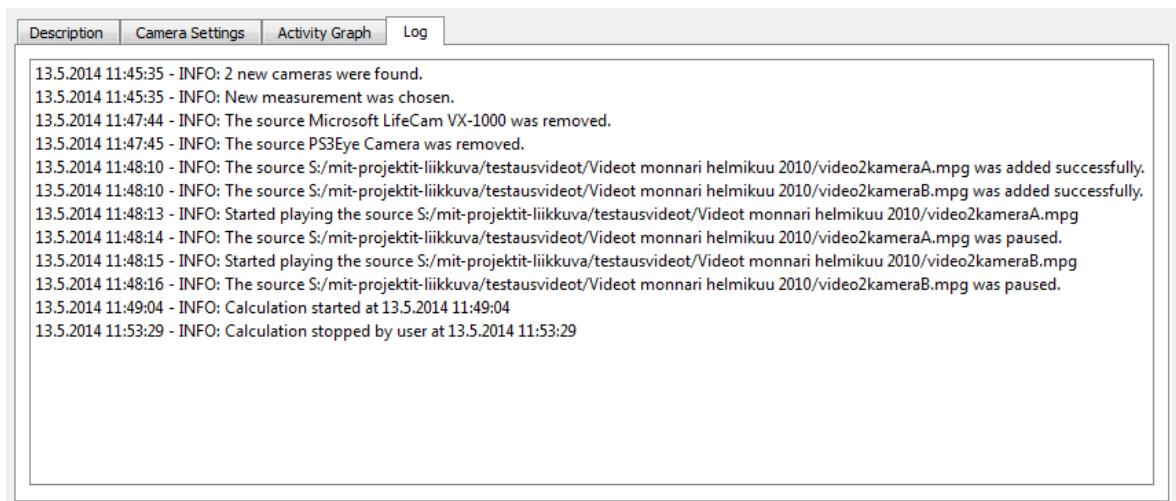 Description Camera Settings Activity Graph Log
13.5.2014 11:45:35 - INFO: 2 new cameras were found.
13.5.2014 11:45:35 - INFO: New measurement was chosen.
13.5.2014 11:47:44 - INFO: The source Microsoft LifeCam VX-1000 was removed.
13.5.2014 11:47:45 - INFO: The source PS3Eye Camera was removed.
13.5.2014 11:48:10 - INFO: The source S:/mit-projektit-liikkuva/testausvideot/Videot monnari helmikuu 2010/video2kameraA.mpg was added successfully.
13.5.2014 11:48:10 - INFO: The source S:/mit-projektit-liikkuva/testausvideot/Videot monnari helmikuu 2010/video2kameraB.mpg was added successfully.
13.5.2014 11:48:13 - INFO: Started playing the source S:/mit-projektit-liikkuva/testausvideot/Videot monnari helmikuu 2010/video2kameraA.mpg
13.5.2014 11:48:14 - INFO: The source S:/mit-projektit-liikkuva/testausvideot/Videot monnari helmikuu 2010/video2kameraA.mpg was paused.
13.5.2014 11:48:15 - INFO: Started playing the source S:/mit-projektit-liikkuva/testausvideot/Videot monnari helmikuu 2010/video2kameraB.mpg
13.5.2014 11:48:16 - INFO: The source S:/mit-projektit-liikkuva/testausvideot/Videot monnari helmikuu 2010/video2kameraB.mpg was paused.
13.5.2014 11:49:04 - INFO: Calculation started at 13.5.2014 11:49:04
13.5.2014 11:53:29 - INFO: Calculation stopped by user at 13.5.2014 11:53:29